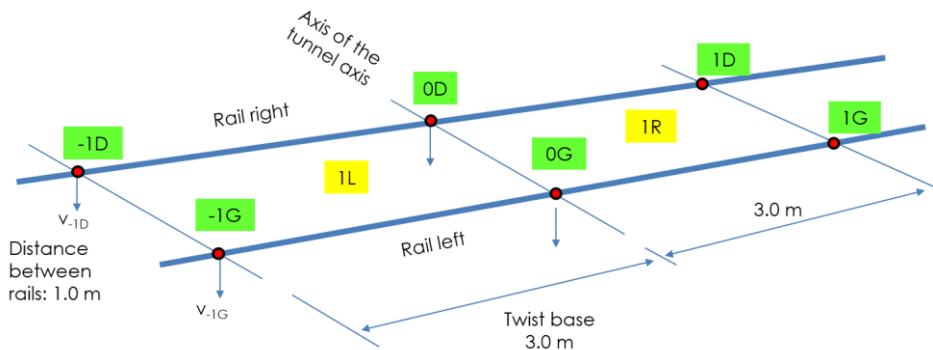 Axis of the
tunnel axis
1D
0D
Rail right
1R
1G
-1D
0G
1L
-1G
3.0 m
V-1D
Rail left
Distance
between
rails: 1.0 m
V-1G
Twist base
3.0 m